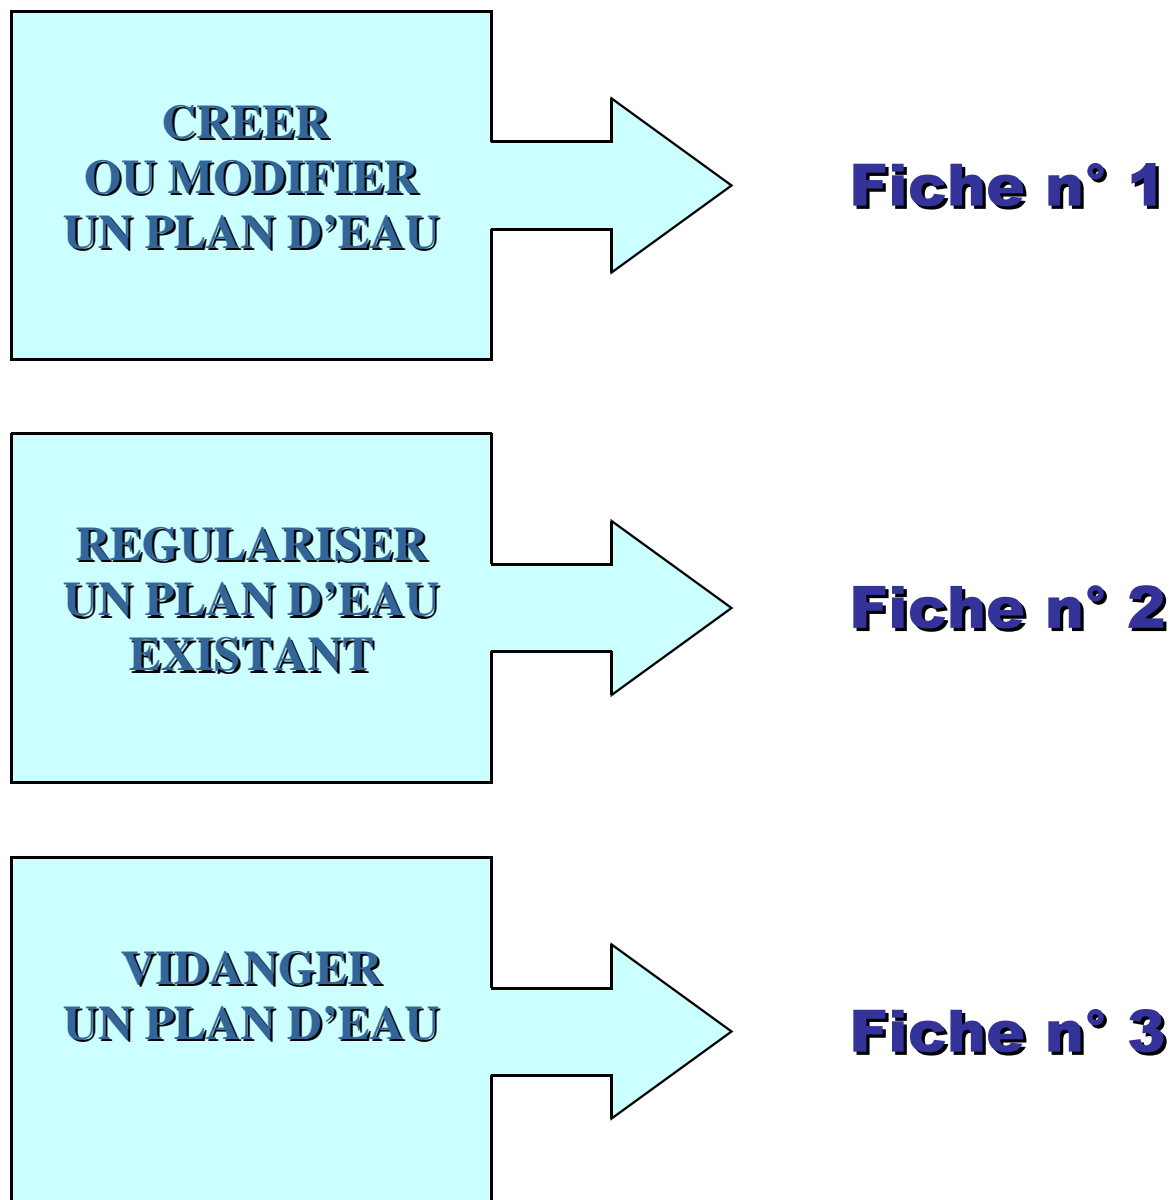 CREER
OU MODIFIER
UN PLAN D’EAU
Fiche n° 1
REGULARISER
UN PLAN D’EAU
EXISTANT
Fiche n° 2
VIDANGER
UN PLAN D’EAU
Fiche n° 3